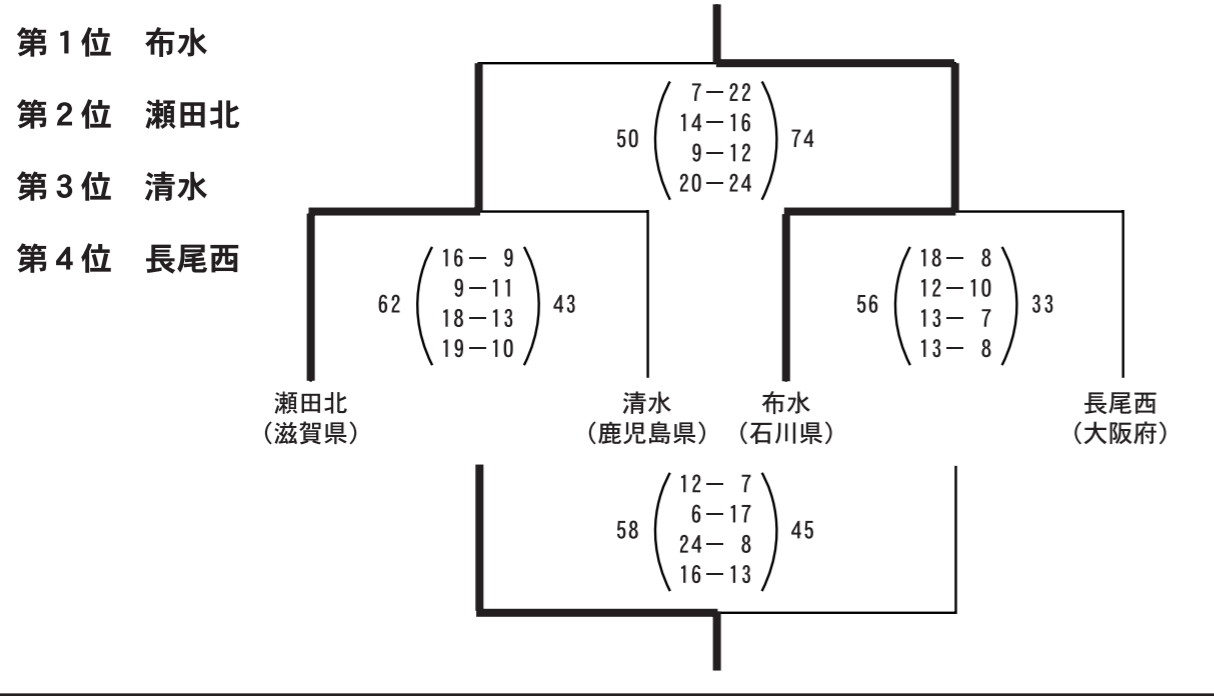 第1位　布水
第2位　瀬田北
第3位　清水
第4位　長尾西
50
7－22
14－16
9－12
20－24
74
62
16－ 9
9－11
18－13
19－10
43
56
18－ 8
12－10
13－ 7
13－ 8
33
瀬田北
（滋賀県）
清水
（鹿児島県）
布水
（石川県）
長尾西
（大阪府）
58
12－ 7
6－17
24－ 8
16－13
45